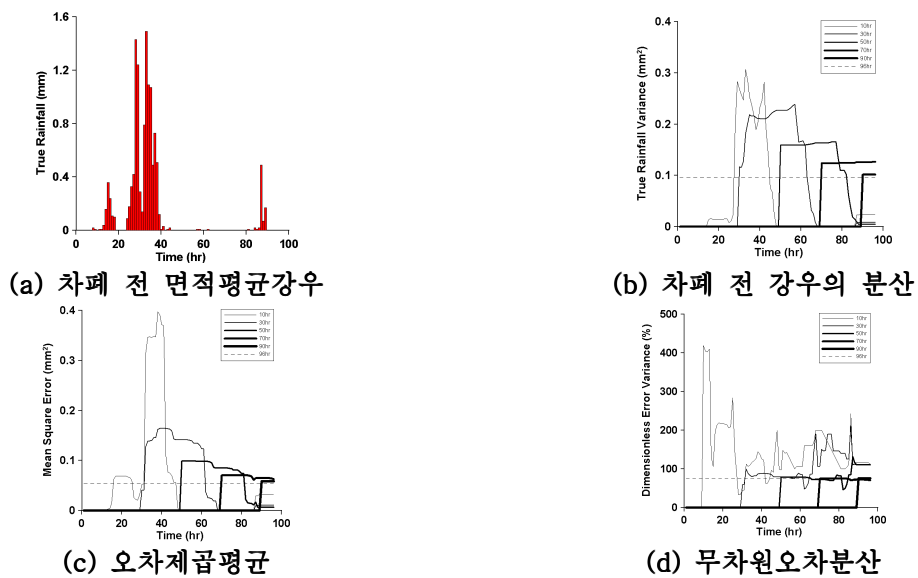 True Rainfall (mm)
1.6
1.2
0.8
0.4
0
0 20 40 60 80 100
Time (hr)
(a) 차폐 전 면적평균강우
True Rainfall Variance (mm²)
0.4
0.3
0.2
0.1
0
0 20 40 60 80 100
Time (hr)
10hr
30hr
50hr
70hr
90hr
96hr
(b) 차폐 전 강우의 분산
Mean Square Error (mm²)
0.4
0.3
0.2
0.1
0
0 20 40 60 80 100
Time (hr)
10hr
30hr
50hr
70hr
90hr
96hr
(c) 오차제곱평균
Dimensionless Error Variance (%)
500
400
300
200
100
0
0 20 40 60 80 100
Time (hr)
10hr
30hr
50hr
70hr
90hr
96hr
(d) 무차원오차분산